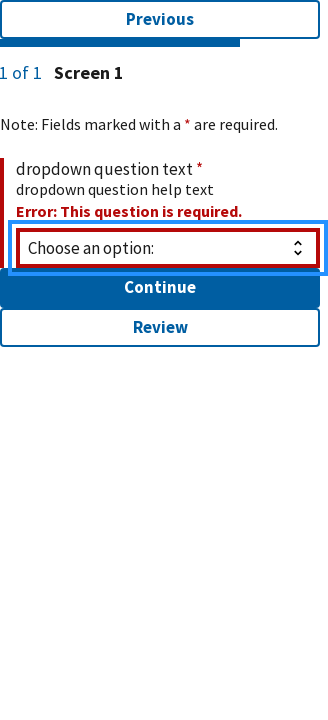 Previous
1 of 1 Screen 1
Note: Fields marked with a * are required.
dropdown question text *
dropdown question help text
Error: This question is required.
Choose an option:
Continue
Review